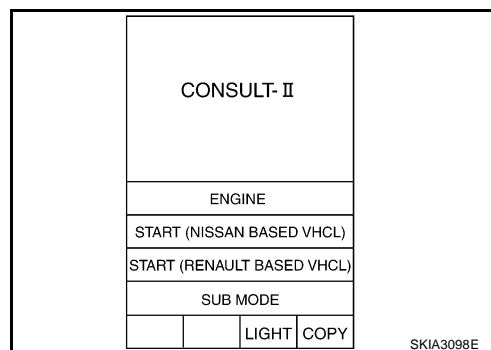 CONSULT-Ⅱ
ENGINE
START (NISSAN BASED VHCL)
START (RENAULT BASED VHCL)
SUB MODE
LIGHT COPY
SKIA3098E